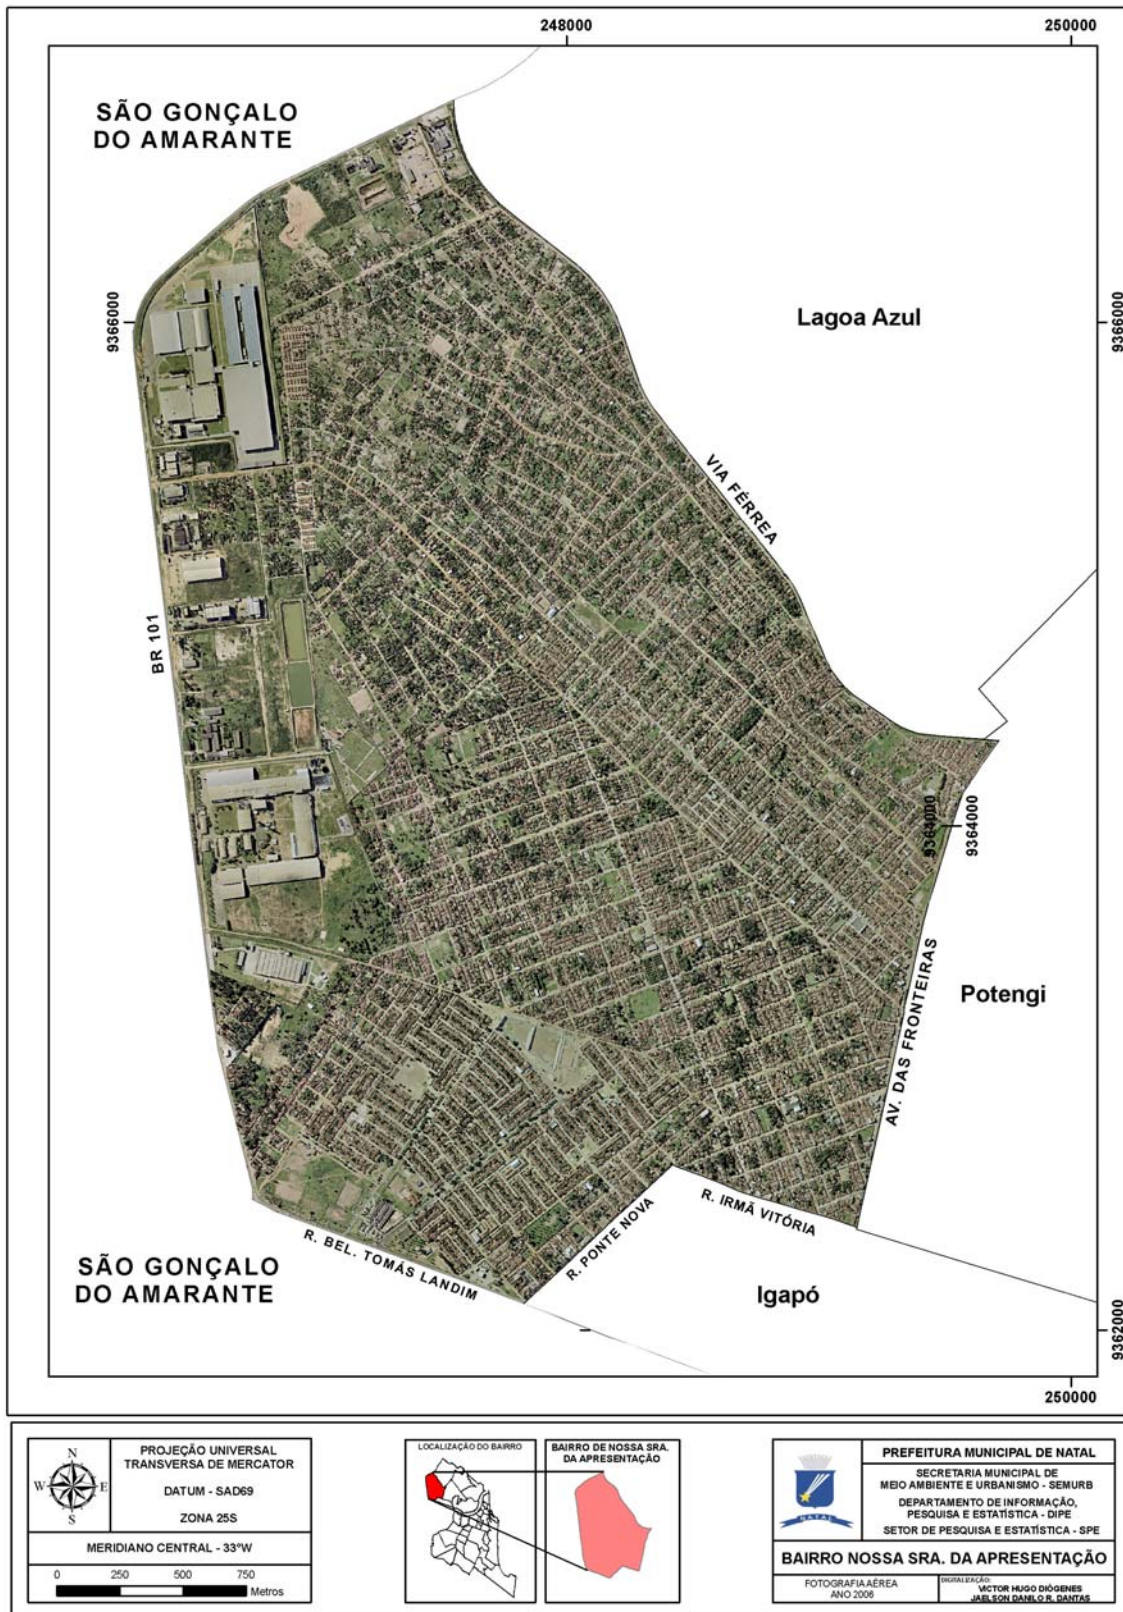 248000
250000
SÃO GONÇALO
DO AMARANTE
9366000
Lagoa Azul
9366000
VIA FÉRREA
BR 101
9364000
9364000
Potengi
AV. DAS FRONTEIRAS
R. IRMÃ VITÓRIA
R. PONTE NOVA
R. BEL. TOMÁS LANDIM
SÃO GONÇALO
DO AMARANTE
Igapó
9362000
250000
N
W
E
S
PROJEÇÃO UNIVERSAL
TRANSVERSA DE MERCATOR
DATUM - SAD69
ZONA 25S
MERIDIANO CENTRAL - 33°W
0 250 500 750
Metros
LOCALIZAÇÃO DO BAIRRO
BAIRRO DE NOSSA SRA.
DA APRESENTAÇÃO
NATAL
PREFEITURA MUNICIPAL DE NATAL
SECRETARIA MUNICIPAL DE
MEIO AMBIENTE E URBANISMO - SEMURB
DEPARTAMENTO DE INFORMAÇÃO,
PESQUISA E ESTATÍSTICA - DIPE
SETOR DE PESQUISA E ESTATÍSTICA - SPE
BAIRRO NOSSA SRA. DA APRESENTAÇÃO
FOTOGRAFIA AÉREA
ANO 2006
DIGITALIZAÇÃO:
VICTOR HUGO DIÓGENES
JAELSON DANILO R. DANTAS